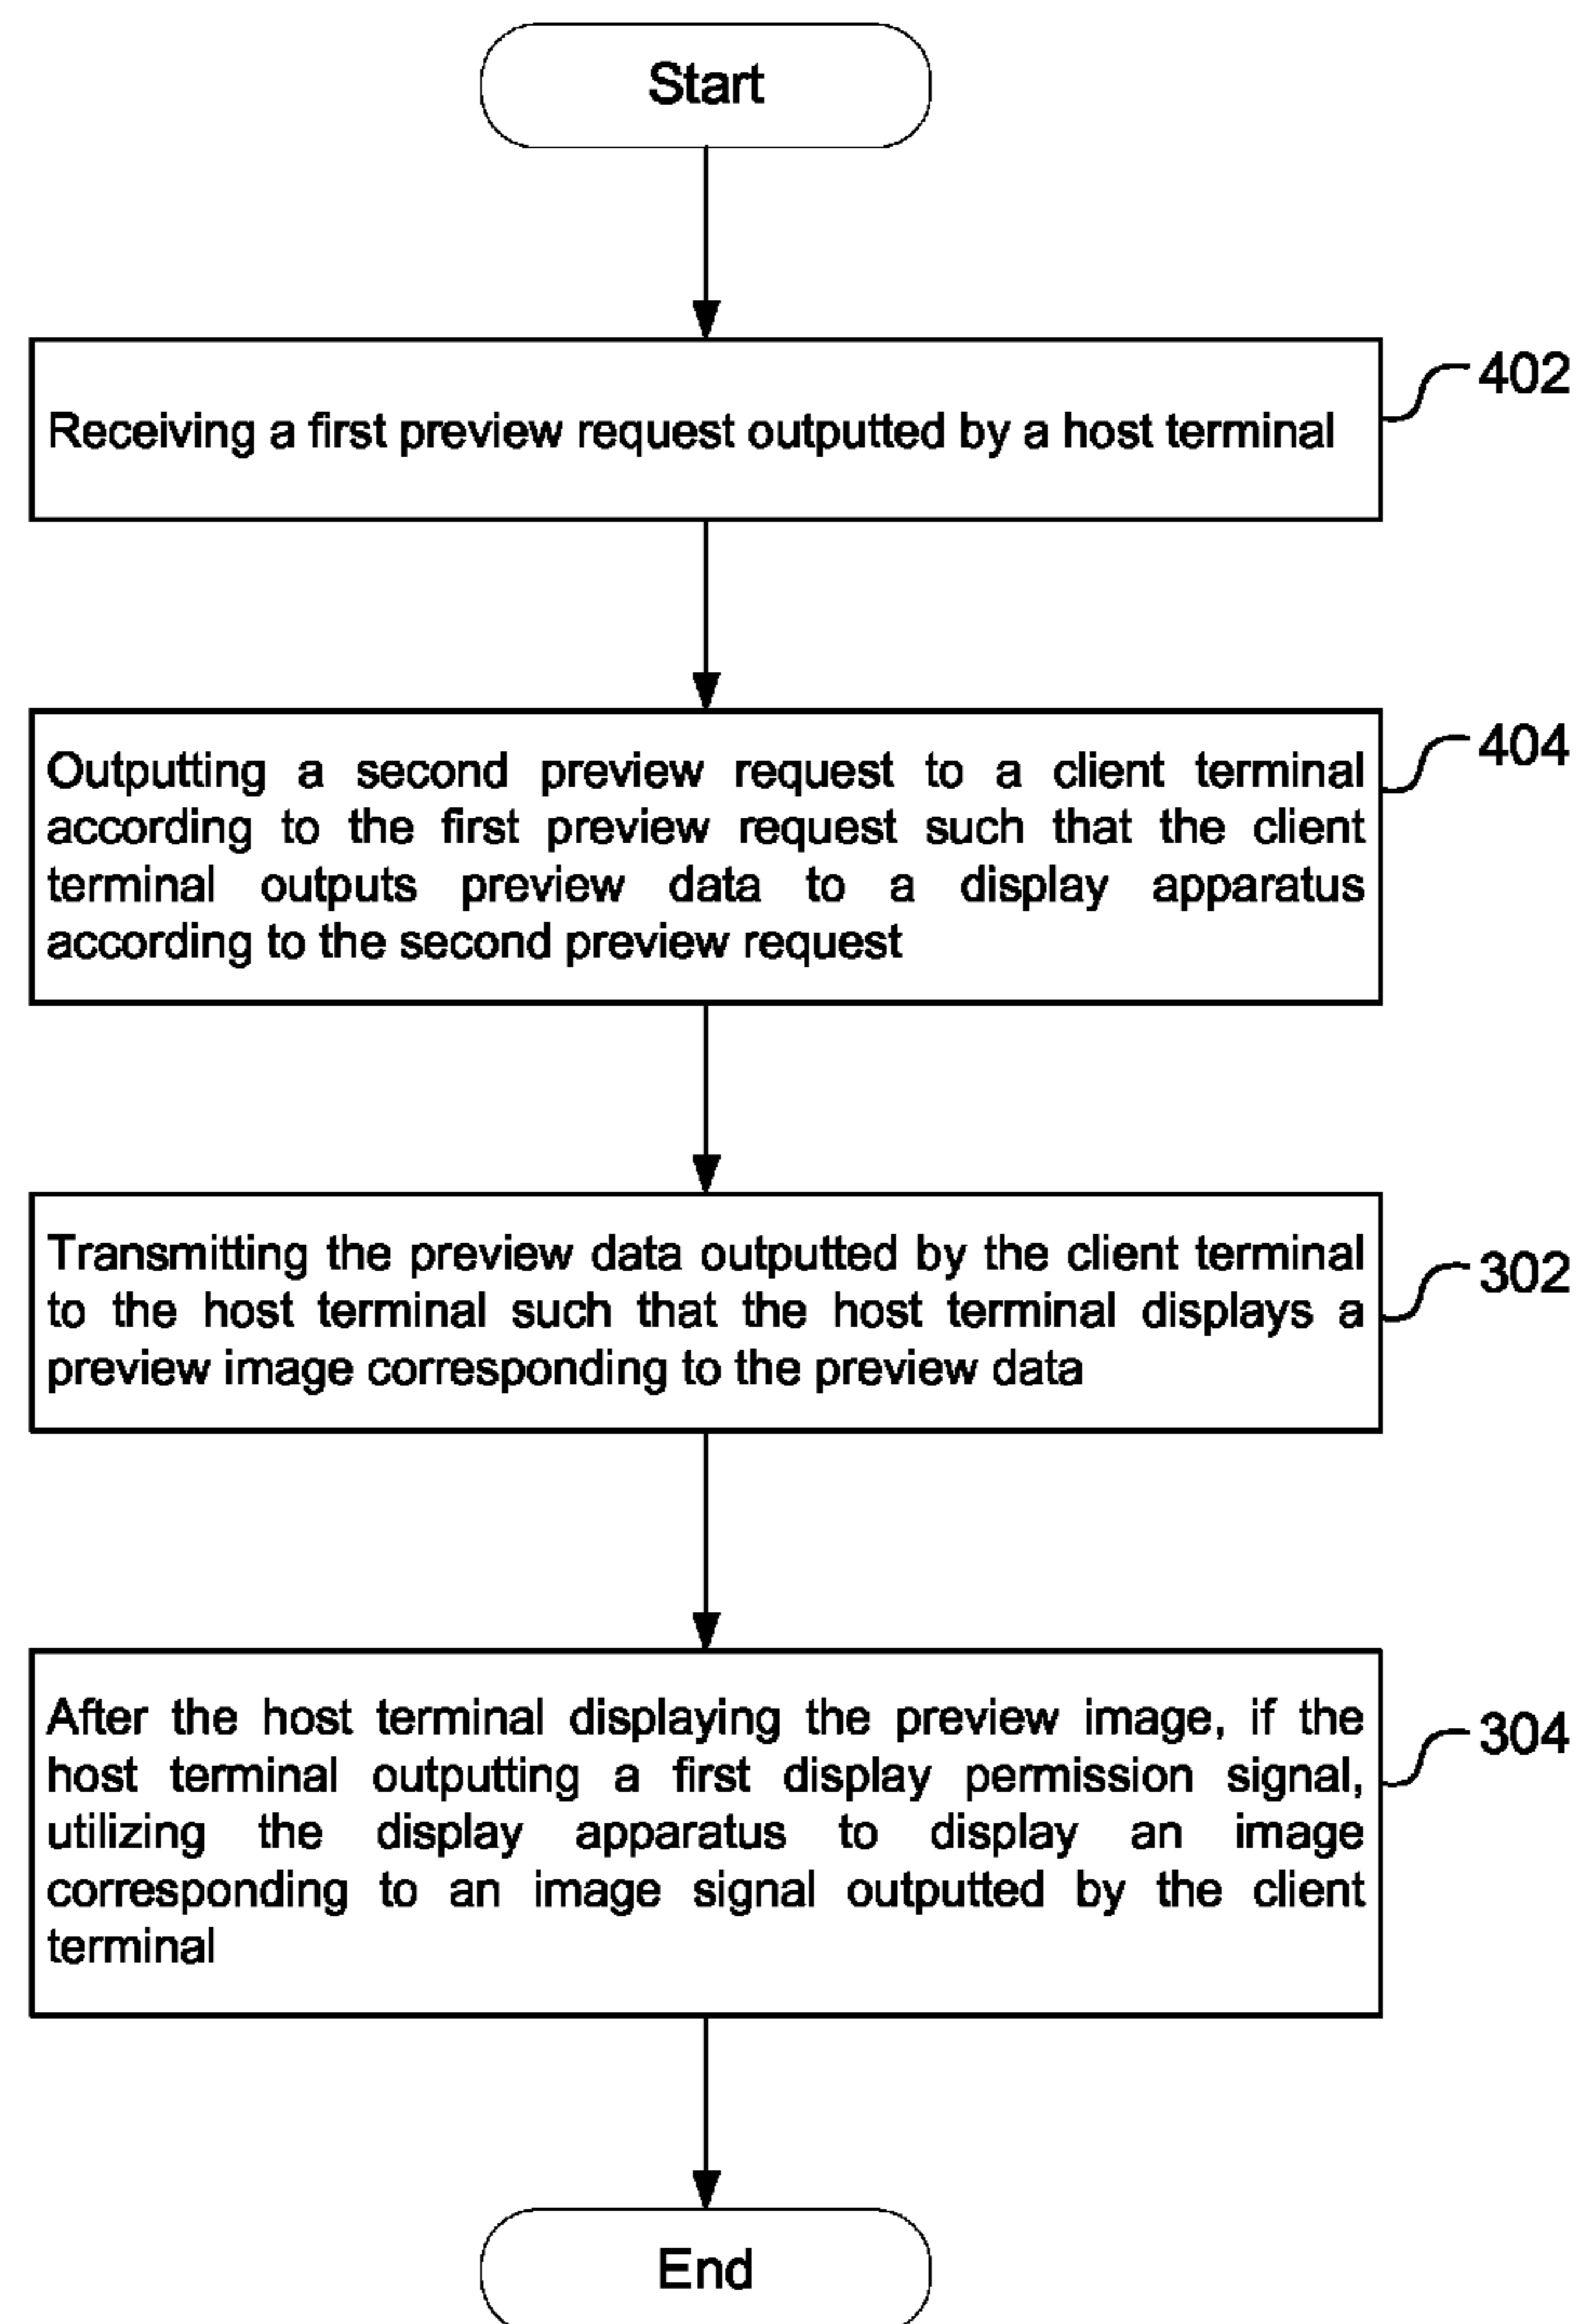 Start
402
Receiving a first preview request outputted by a host terminal
404
Outputting a second preview request to a client terminal
according to the first preview request such that the client
terminal outputs preview data to a display apparatus
according to the second preview request
302
Transmitting the preview data outputted by the client terminal
to the host terminal such that the host terminal displays a
preview image corresponding to the preview data
304
After the host terminal displaying the preview image, if the
host terminal outputting a first display permission signal,
utilizing the display apparatus to display an image
corresponding to an image signal outputted by the client
terminal
End